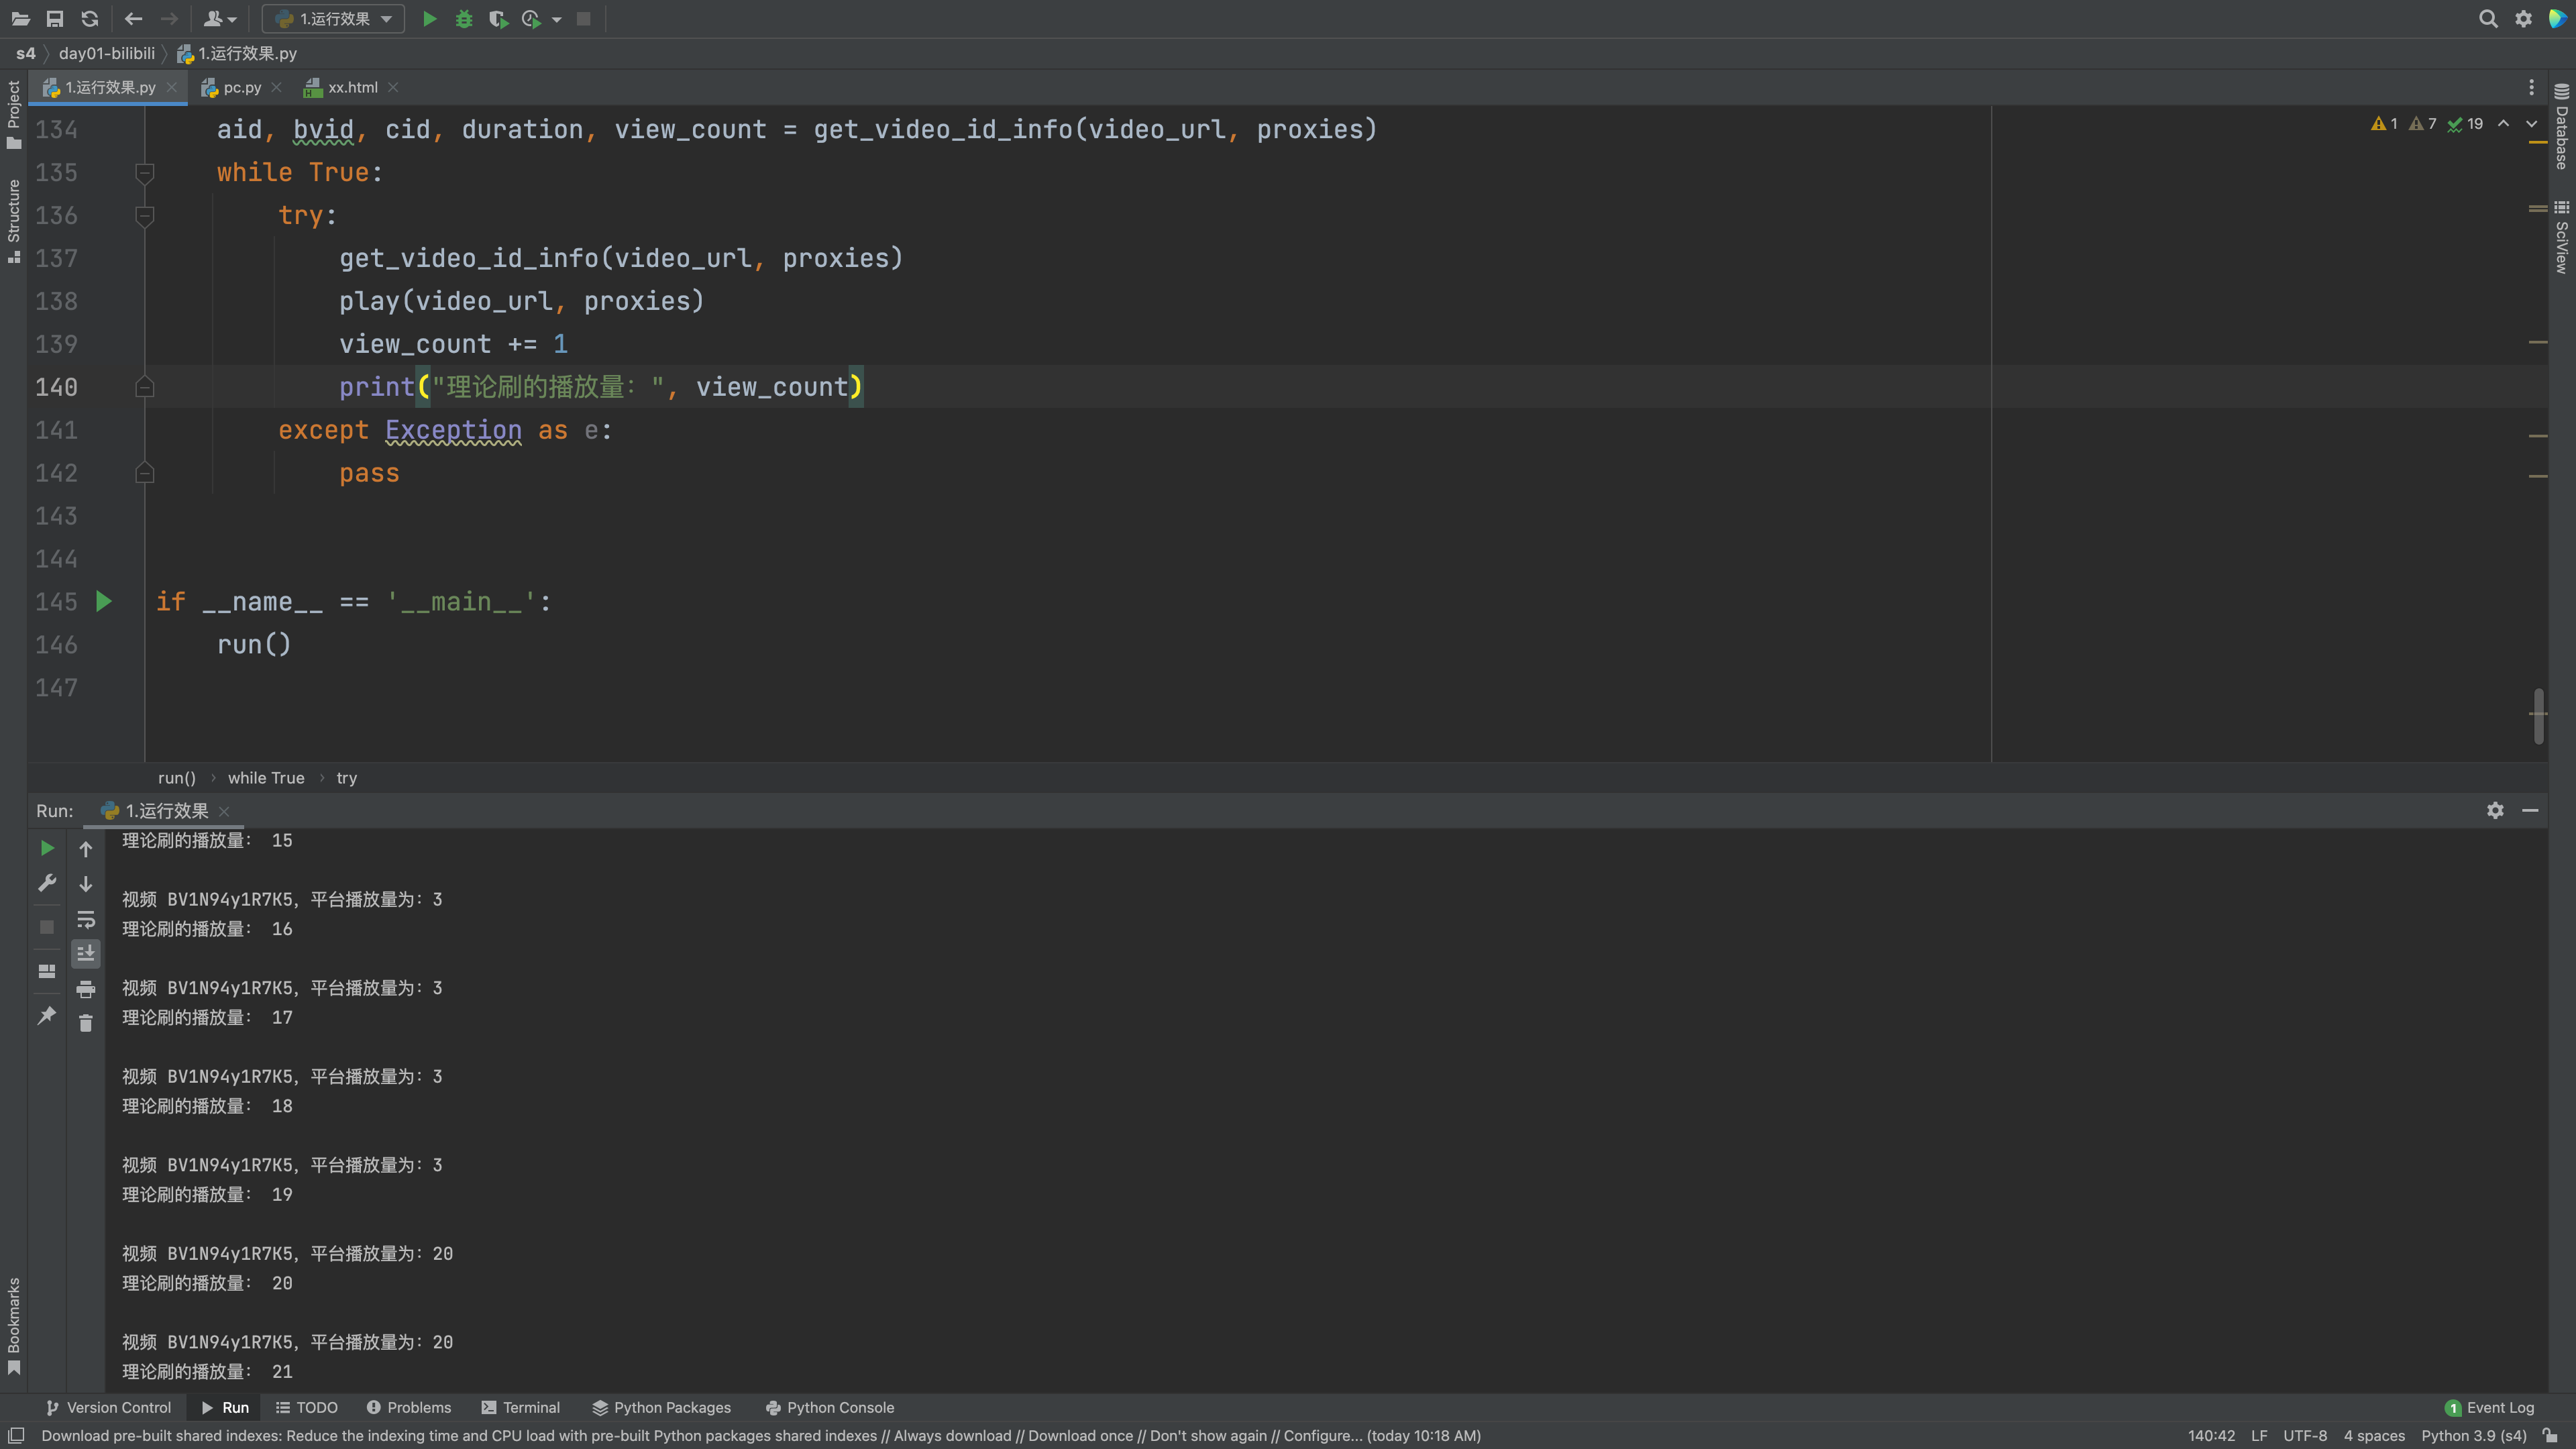 1.运行效果
s4 day01-bilibili 1.运行效果.py
1.运行效果.py pc.py xx.html
Project
Structure
Bookmarks
Database
SciView
1 7 19
134 aid, bvid, cid, duration, view_count = get_video_id_info(video_url, proxies)
135 while True:
136 try:
137 get_video_id_info(video_url, proxies)
138 play(video_url, proxies)
139 view_count += 1
140 print("理论刷的播放量：", view_count)
141 except Exception as e:
142 pass
143
144
145 if __name__ == '__main__':
146 run()
147
run() › while True › try
Run: 1.运行效果
理论刷的播放量： 15
视频 BV1N94y1R7K5，平台播放量为：3
理论刷的播放量： 16
视频 BV1N94y1R7K5，平台播放量为：3
理论刷的播放量： 17
视频 BV1N94y1R7K5，平台播放量为：3
理论刷的播放量： 18
视频 BV1N94y1R7K5，平台播放量为：3
理论刷的播放量： 19
视频 BV1N94y1R7K5，平台播放量为：20
理论刷的播放量： 20
视频 BV1N94y1R7K5，平台播放量为：20
理论刷的播放量： 21
Version Control Run TODO Problems Terminal Python Packages Python Console 1 Event Log
Download pre-built shared indexes: Reduce the indexing time and CPU load with pre-built Python packages shared indexes // Always download // Download once // Don't show again // Configure... (today 10:18 AM) 140:42 LF UTF-8 4 spaces Python 3.9 (s4)